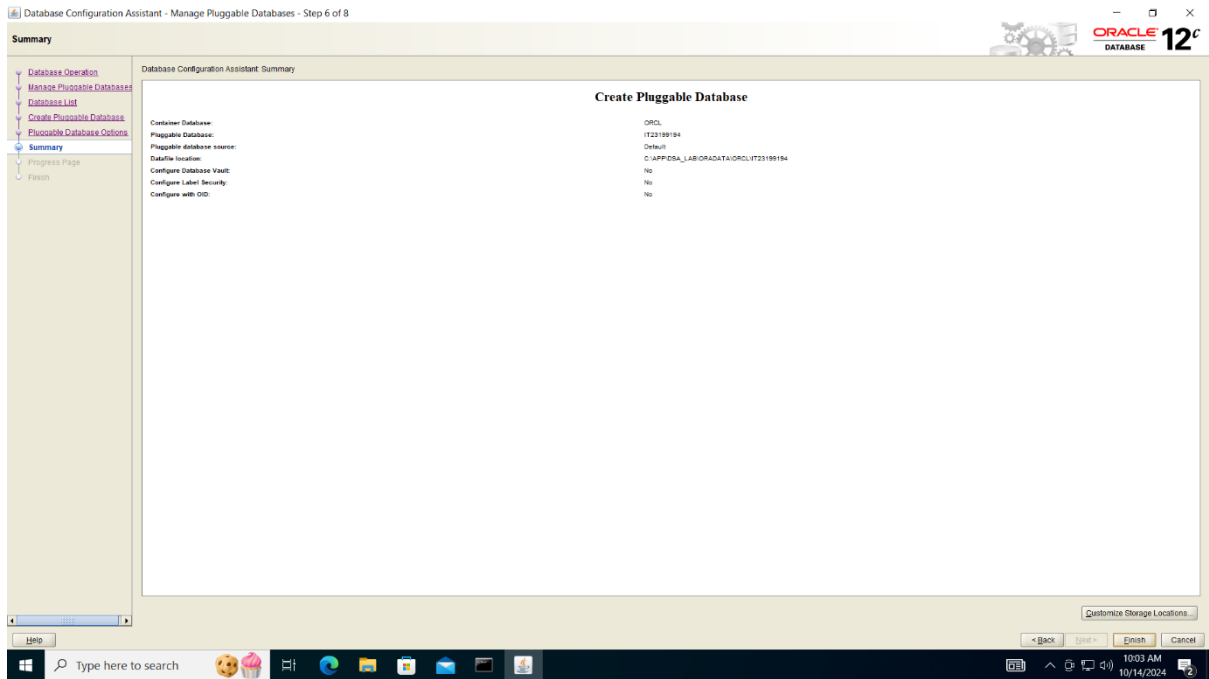 Database Configuration Assistant - Manage Pluggable Databases - Step 6 of 8
Summary
ORACLE DATABASE 12c
Database Operation
Manage Pluggable Databases
Database List
Create Pluggable Database
Pluggable Database Options
Summary
Progress Page
Finish
Database Configuration Assistant: Summary
Create Pluggable Database
Container Database: ORCL
Pluggable Database: IT23199194
Pluggable database source: Default
Datafile location: C:\APP\DSA_LAB\ORADATA\ORCL\IT23199194
Configure Database Vault: No
Configure Label Security: No
Configure with OID: No
Customize Storage Locations...
Help
< Back Next > Finish Cancel
Type here to search
10:03 AM
10/14/2024
2